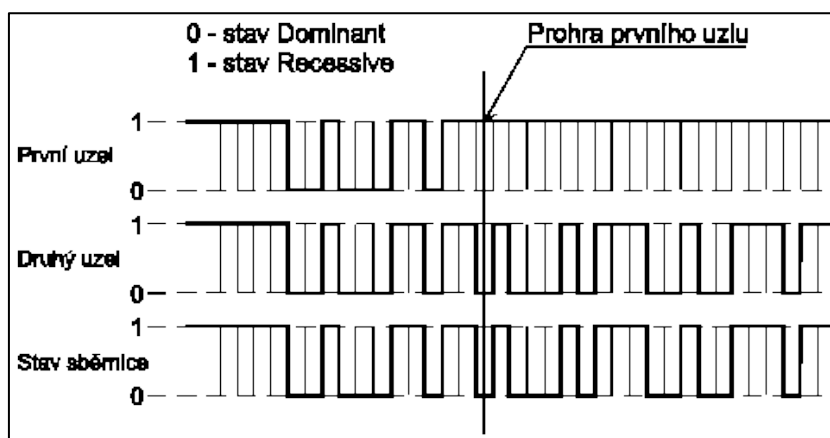 0 - stav Dominant
1 - stav Recessive
Prohra prvního uzlu
1
První uzel
0
1
Druhý uzel
0
1
Stav sběrnice
0